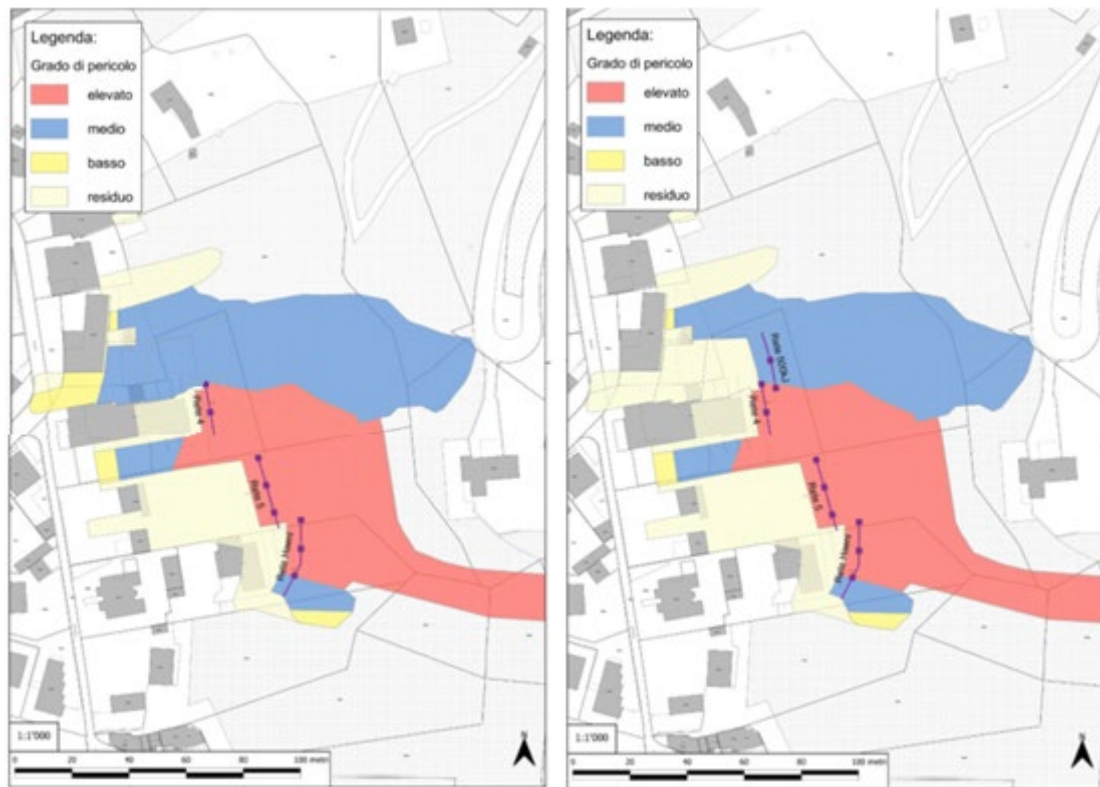 Legenda:
Grado di pericolo
elevato
medio
basso
residuo
Rete 4
Rete 5
1:1'000
N
0 20 40 60 80 100 metri
Legenda:
Grado di pericolo
elevato
medio
basso
residuo
Rete 500kJ
Rete 4
Rete 5
1:1'000
N
0 20 40 60 80 100 metri